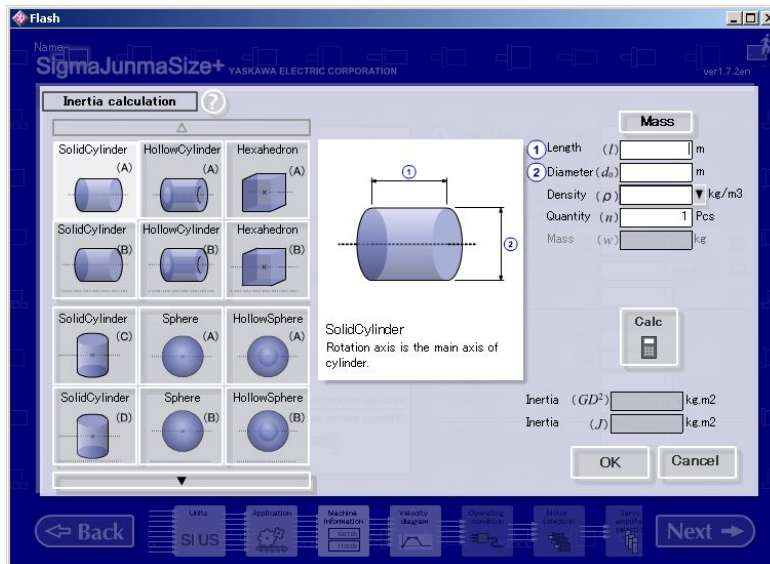 Flash
Name
SigmaJunmaSize+ YASKAWA ELECTRIC CORPORATION
ver1.7.2en
Inertia calculation ?
SolidCylinder HollowCylinder Hexahedron
(A) (A) (A)
SolidCylinder HollowCylinder Hexahedron
(B) (B) (B)
SolidCylinder Sphere HollowSphere
(C) (A) (A)
SolidCylinder Sphere HollowSphere
(D) (B) (B)
1
2
SolidCylinder
Rotation axis is the main axis of
cylinder.
Mass
1 Length (l) m
2 Diameter (d₀) m
Density (ρ) kg/m3
Quantity (n) 1 Pcs
Mass (w) kg
Calc
Inertia (GD²) kg.m2
Inertia (J) kg.m2
OK Cancel
Back
Units
SI US
Application
Machine
Information
Velocity
diagram
Operating
condition
Motor
selection
Servo
amplifier
selection
Next